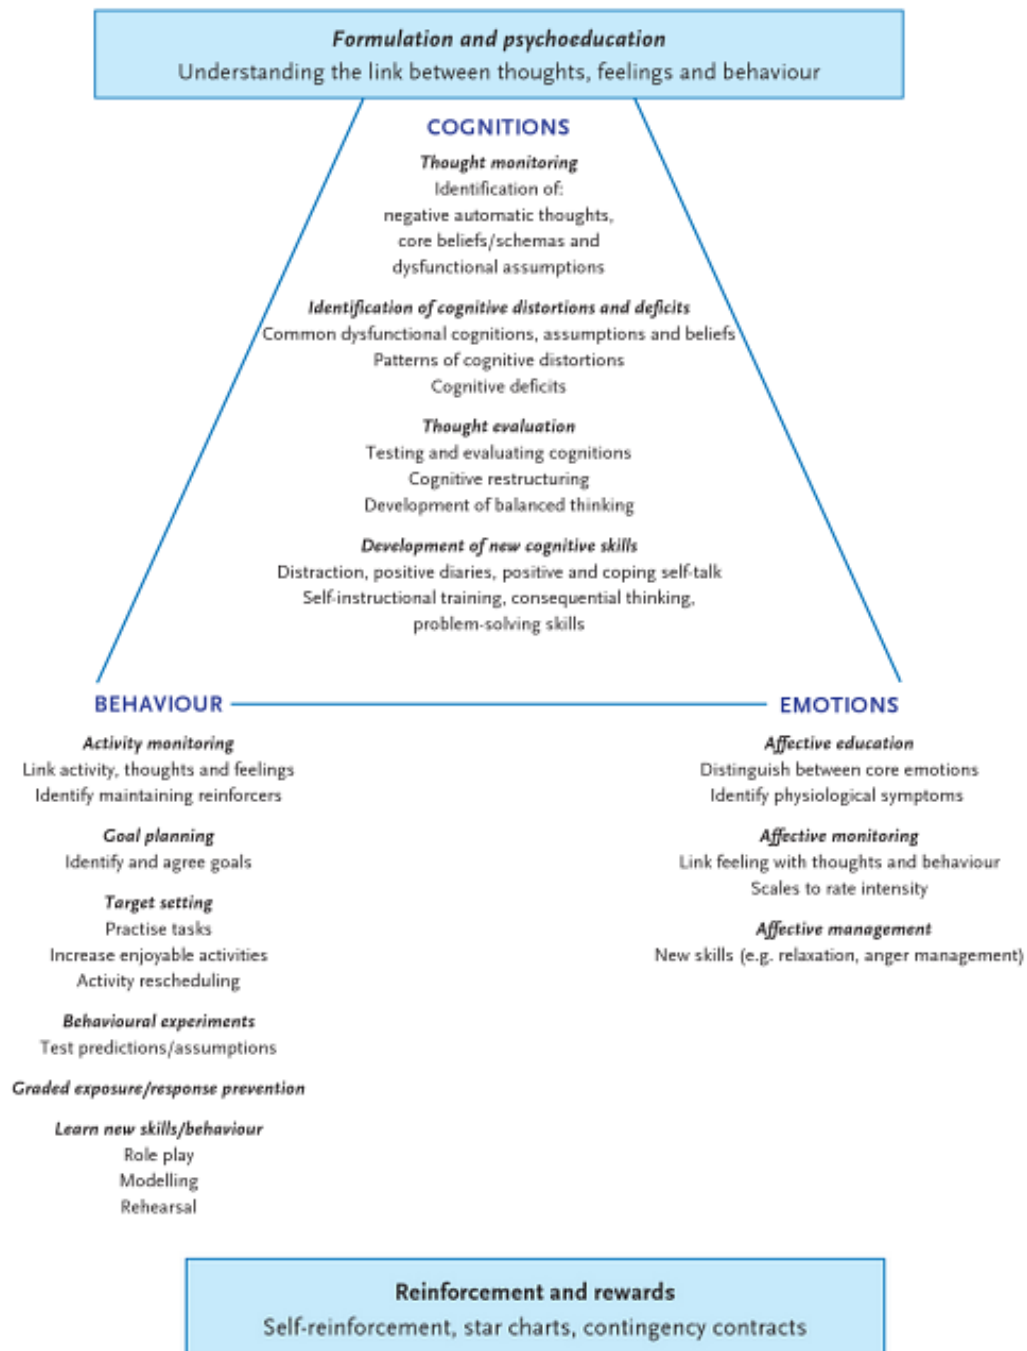 Formulation and psychoeducation
Understanding the link between thoughts, feelings and behaviour
COGNITIONS
Thought monitoring
Identification of:
negative automatic thoughts,
core beliefs/schemas and
dysfunctional assumptions
Identification of cognitive distortions and deficits
Common dysfunctional cognitions, assumptions and beliefs
Patterns of cognitive distortions
Cognitive deficits
Thought evaluation
Testing and evaluating cognitions
Cognitive restructuring
Development of balanced thinking
Development of new cognitive skills
Distraction, positive diaries, positive and coping self-talk
Self-instructional training, consequential thinking,
problem-solving skills
BEHAVIOUR
Activity monitoring
Link activity, thoughts and feelings
Identify maintaining reinforcers
Goal planning
Identify and agree goals
Target setting
Practise tasks
Increase enjoyable activities
Activity rescheduling
Behavioural experiments
Test predictions/assumptions
Graded exposure/response prevention
Learn new skills/behaviour
Role play
Modelling
Rehearsal
EMOTIONS
Affective education
Distinguish between core emotions
Identify physiological symptoms
Affective monitoring
Link feeling with thoughts and behaviour
Scales to rate intensity
Affective management
New skills (e.g. relaxation, anger management)
Reinforcement and rewards
Self-reinforcement, star charts, contingency contracts